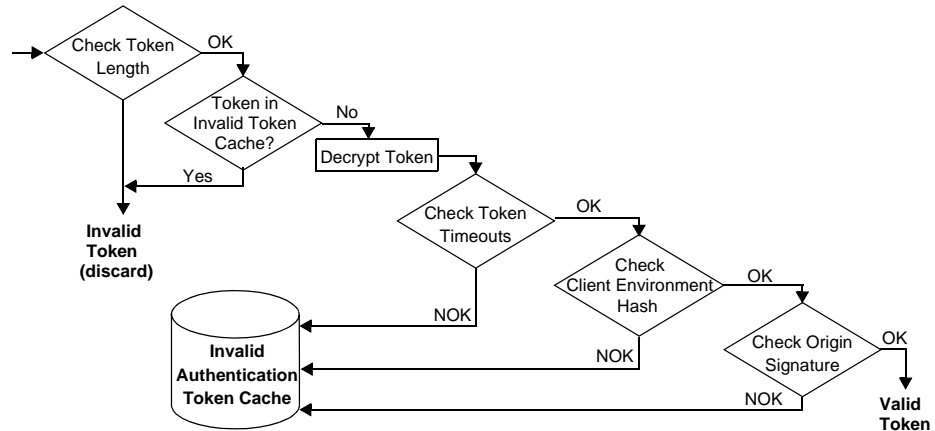 Check Token
Length
OK
Token in
Invalid Token
Cache?
No
Decrypt Token
Yes
Invalid
Token
(discard)
Check Token
Timeouts
OK
NOK
Check
Client Environment
Hash
OK
NOK
Check Origin
Signature
OK
NOK
Valid
Token
Invalid
Authentication
Token Cache